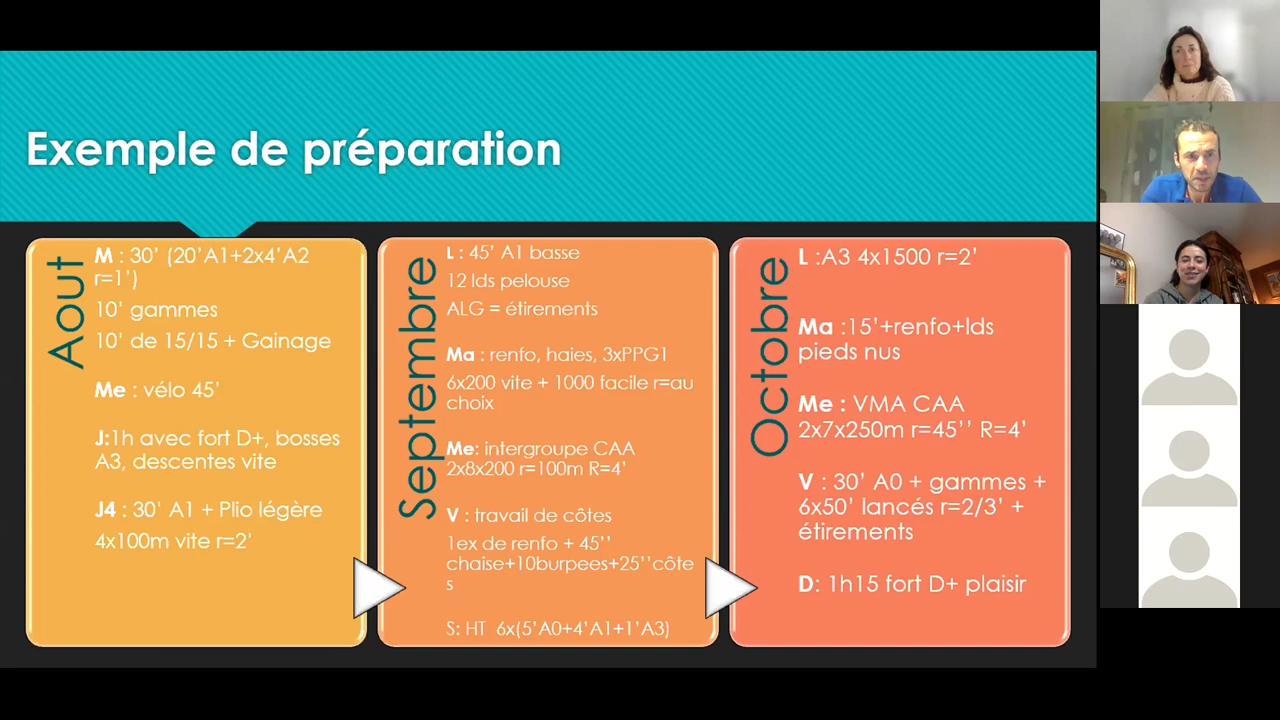 Exemple de préparation
Aout
M : 30’ (20’A1+2x4’A2
r=1’)
10’ gammes
10’ de 15/15 + Gainage
Me : vélo 45’
J:1h avec fort D+, bosses
A3, descentes vite
J4 : 30’ A1 + Plio légère
4x100m vite r=2’
Septembre
L : 45’ A1 basse
12 lds pelouse
ALG = étirements
Ma : renfo, haies, 3xPPG1
6x200 vite + 1000 facile r=au
choix
Me: intergroupe CAA
2x8x200 r=100m R=4’
V : travail de côtes
1ex de renfo + 45’’
chaise+10burpees+25’’côte
s
S: HT 6x(5’A0+4’A1+1’A3)
Octobre
L :A3 4x1500 r=2’
Ma :15’+renfo+lds
pieds nus
Me : VMA CAA
2x7x250m r=45’’ R=4’
V : 30’ A0 + gammes +
6x50’ lancés r=2/3’ +
étirements
D: 1h15 fort D+ plaisir